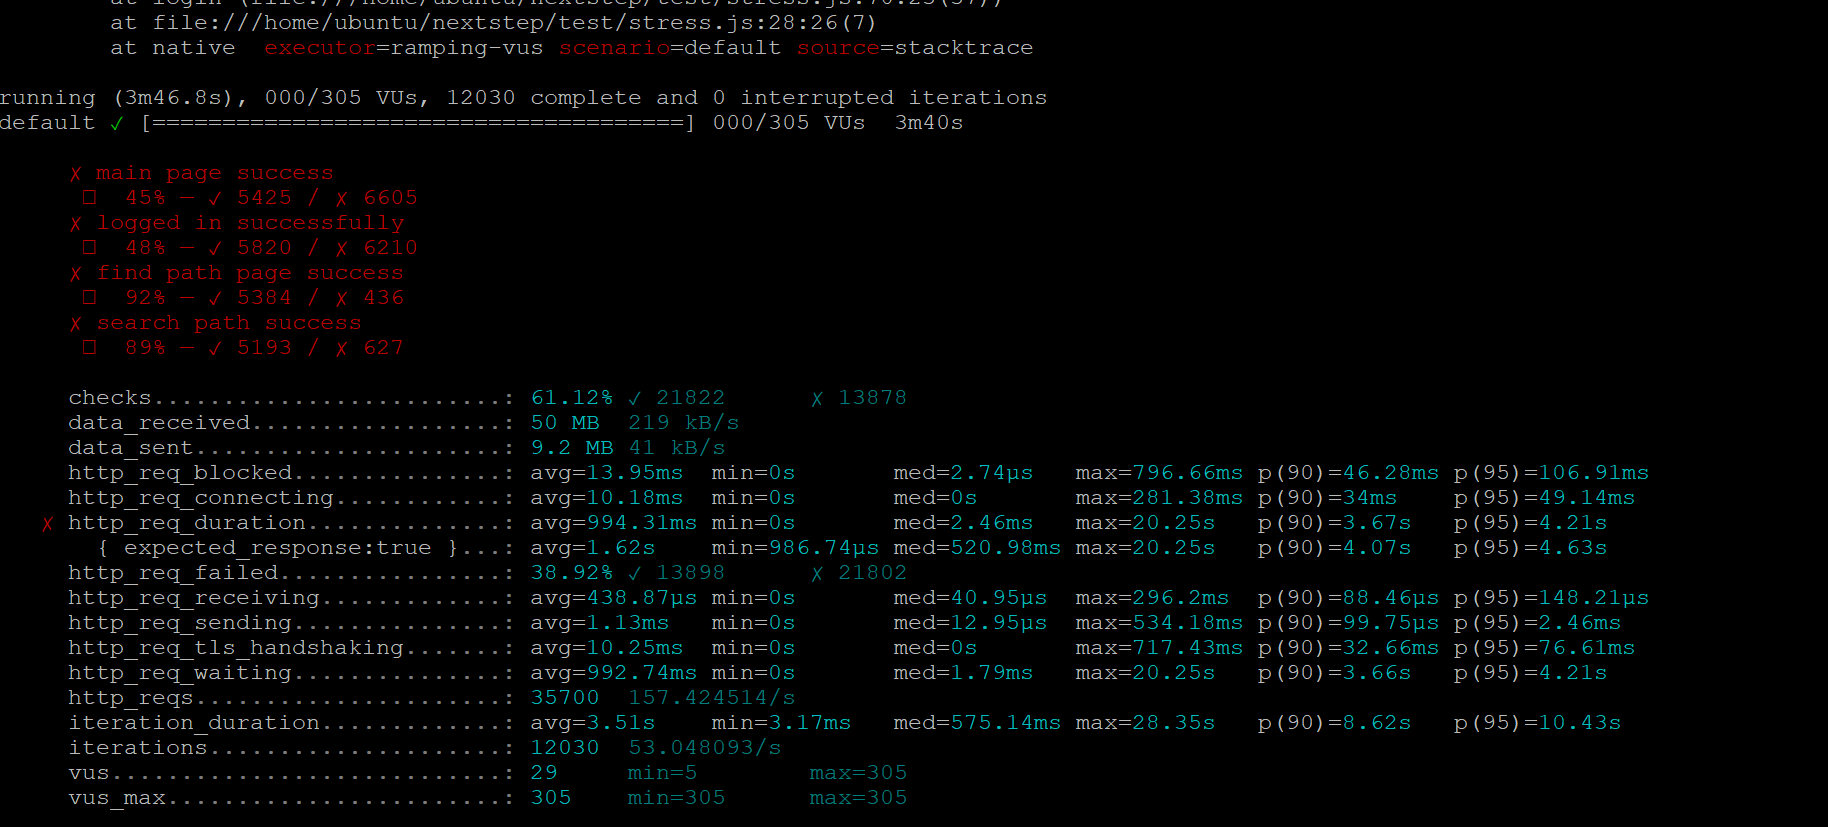 at login (file:///home/ubuntu/nextstep/test/stress.js:70:25(37))
at file:///home/ubuntu/nextstep/test/stress.js:28:26(7)
at native  executor=ramping-vus scenario=default source=stacktrace
running (3m46.8s), 000/305 VUs, 12030 complete and 0 interrupted iterations
default ✓ [======================================] 000/305 VUs  3m40s
✗ main page success
45% — ✓ 5425 / ✗ 6605
✗ logged in successfully
48% — ✓ 5820 / ✗ 6210
✗ find path page success
92% — ✓ 5384 / ✗ 436
✗ search path success
89% — ✓ 5193 / ✗ 627
checks.........................: 61.12% ✓ 21822      ✗ 13878
data_received..................: 50 MB  219 kB/s
data_sent......................: 9.2 MB 41 kB/s
http_req_blocked...............: avg=13.95ms  min=0s       med=2.74µs   max=796.66ms p(90)=46.28ms p(95)=106.91ms
http_req_connecting............: avg=10.18ms  min=0s       med=0s       max=281.38ms p(90)=34ms    p(95)=49.14ms
✗ http_req_duration..............: avg=994.31ms min=0s       med=2.46ms   max=20.25s   p(90)=3.67s   p(95)=4.21s
{ expected_response:true }...: avg=1.62s    min=986.74µs med=520.98ms max=20.25s   p(90)=4.07s   p(95)=4.63s
http_req_failed................: 38.92% ✓ 13898      ✗ 21802
http_req_receiving.............: avg=438.87µs min=0s       med=40.95µs  max=296.2ms  p(90)=88.46µs p(95)=148.21µs
http_req_sending...............: avg=1.13ms   min=0s       med=12.95µs  max=534.18ms p(90)=99.75µs p(95)=2.46ms
http_req_tls_handshaking.......: avg=10.25ms  min=0s       med=0s       max=717.43ms p(90)=32.66ms p(95)=76.61ms
http_req_waiting...............: avg=992.74ms min=0s       med=1.79ms   max=20.25s   p(90)=3.66s   p(95)=4.21s
http_reqs......................: 35700  157.424514/s
iteration_duration.............: avg=3.51s    min=3.17ms   med=575.14ms max=28.35s   p(90)=8.62s   p(95)=10.43s
iterations.....................: 12030  53.048093/s
vus............................: 29     min=5        max=305
vus_max........................: 305    min=305      max=305